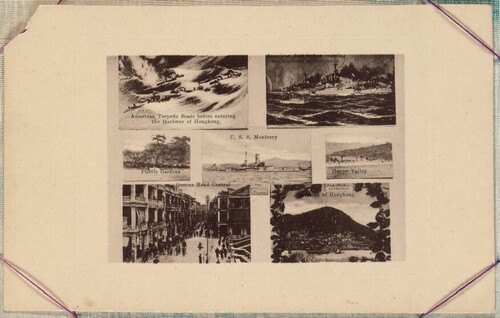 American Torpedo Boats before entering
the Harbour of Hongkong.
U. S. S. Monterey
Public Gardens
Happy Valley
Queens Road Central
of Hongkong